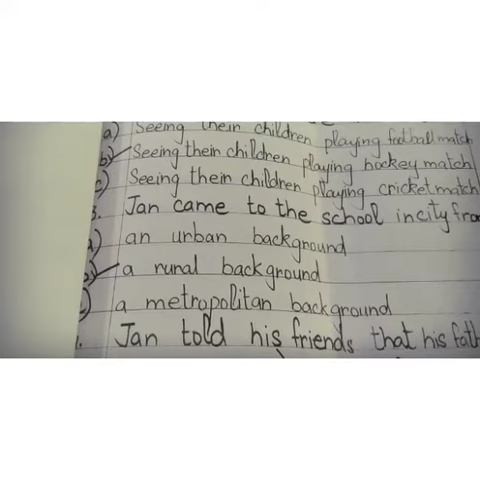 a) Seeing their children playing football match
b) Seeing their children playing hockey match
c) Seeing their children playing cricket match
3. Jan came to the school in city from
a) an urban background
b) a rural background
c) a metropolitan background
Jan told his friends that his fath